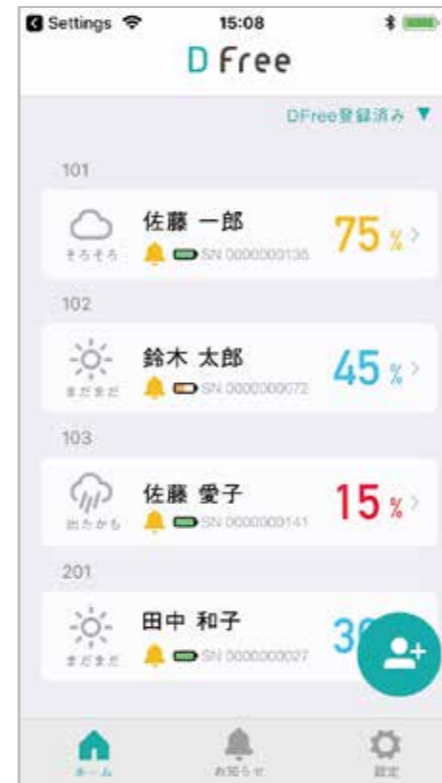 Settings 15:08
D Free
DFree登録済み ▼
101
佐藤 一郎
75 %
そろそろ
SN 0000000135
102
鈴木 太郎
45 %
まだまだ
SN 0000000072
103
佐藤 愛子
15 %
出たかも
SN 0000000141
201
田中 和子
まだまだ
SN 0000000027
ホーム お知らせ 設定